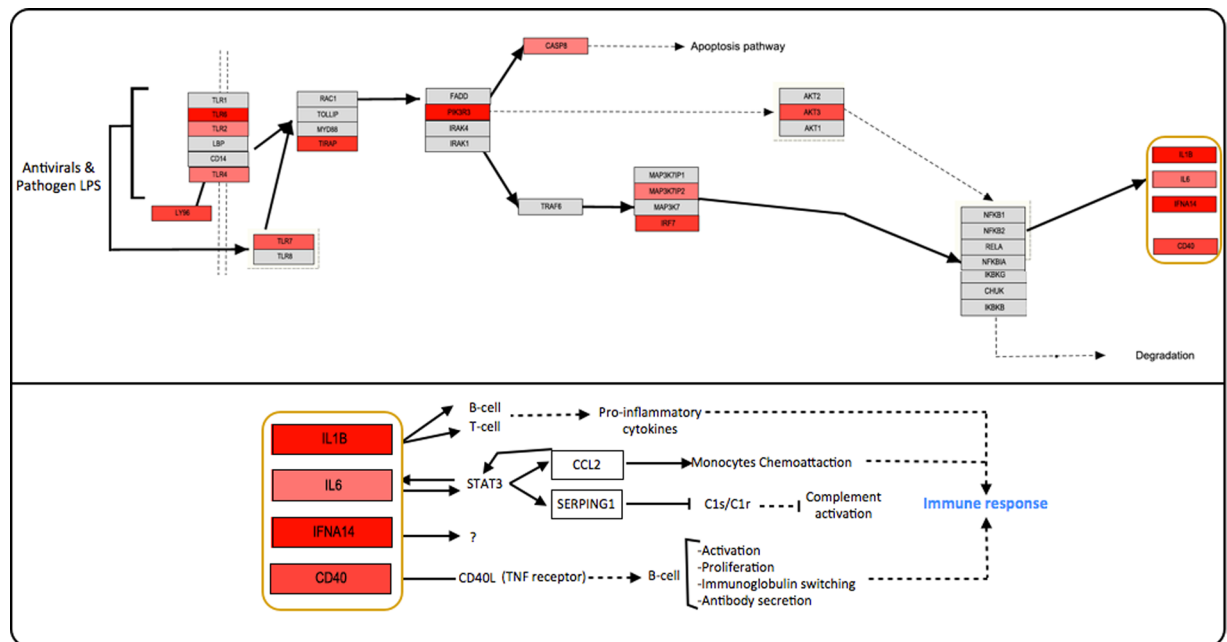 CASP8
Apoptosis pathway
TLR1
TLR6
TLR2
LBP
CD14
TLR4
LY96
Antivirals &
Pathogen LPS
TLR7
TLR8
RAC1
TOLLIP
MYD88
TIRAP
FADD
PIK3R3
IRAK4
IRAK1
AKT2
AKT3
AKT1
TRAF6
MAP3K7IP1
MAP3K7IP2
MAP3K7
IRF7
NFKB1
NFKB2
RELA
NFKBIA
IKBKG
CHUK
IKBKB
Degradation
IL1B
IL6
IFNA14
CD40
IL1B
IL6
IFNA14
CD40
B-cell
T-cell
Pro-inflammatory
cytokines
STAT3
CCL2
Monocytes Chemoattaction
SERPING1
C1s/C1r
Complement
activation
Immune response
?
CD40L (TNF receptor)
B-cell
-Activation
-Proliferation
-Immunoglobulin switching
-Antibody secretion